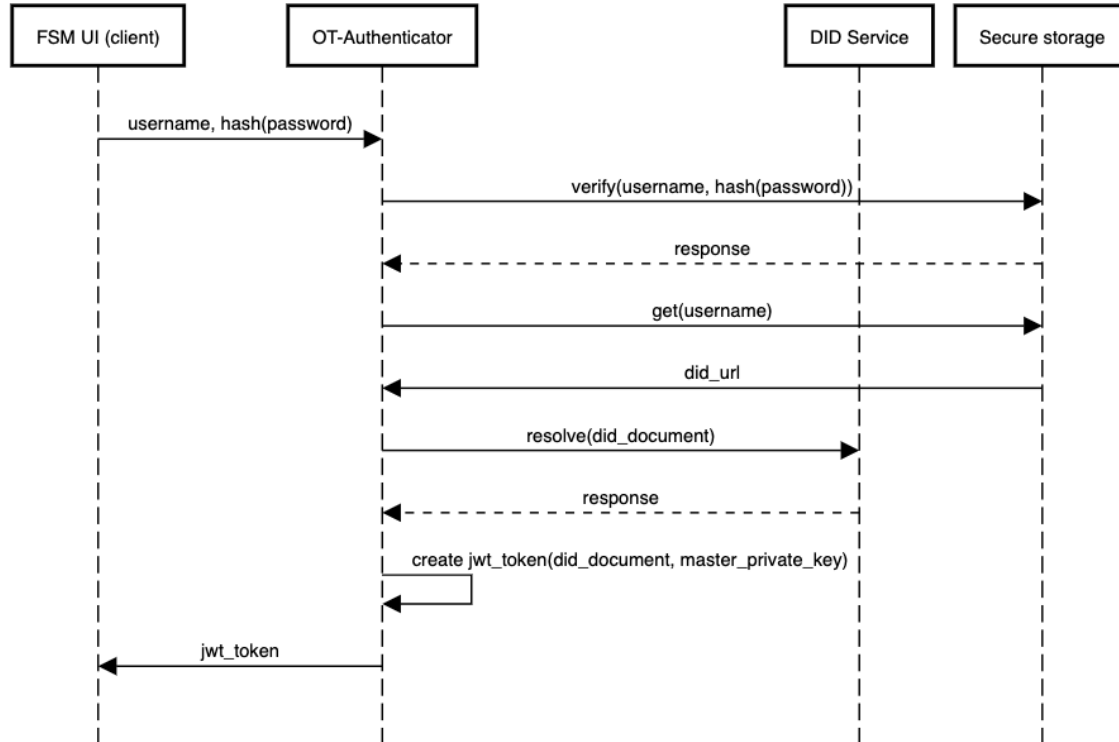 FSM UI (client)
OT-Authenticator
DID Service
Secure storage
username, hash(password)
verify(username, hash(password))
response
get(username)
did_url
resolve(did_document)
response
create jwt_token(did_document, master_private_key)
jwt_token